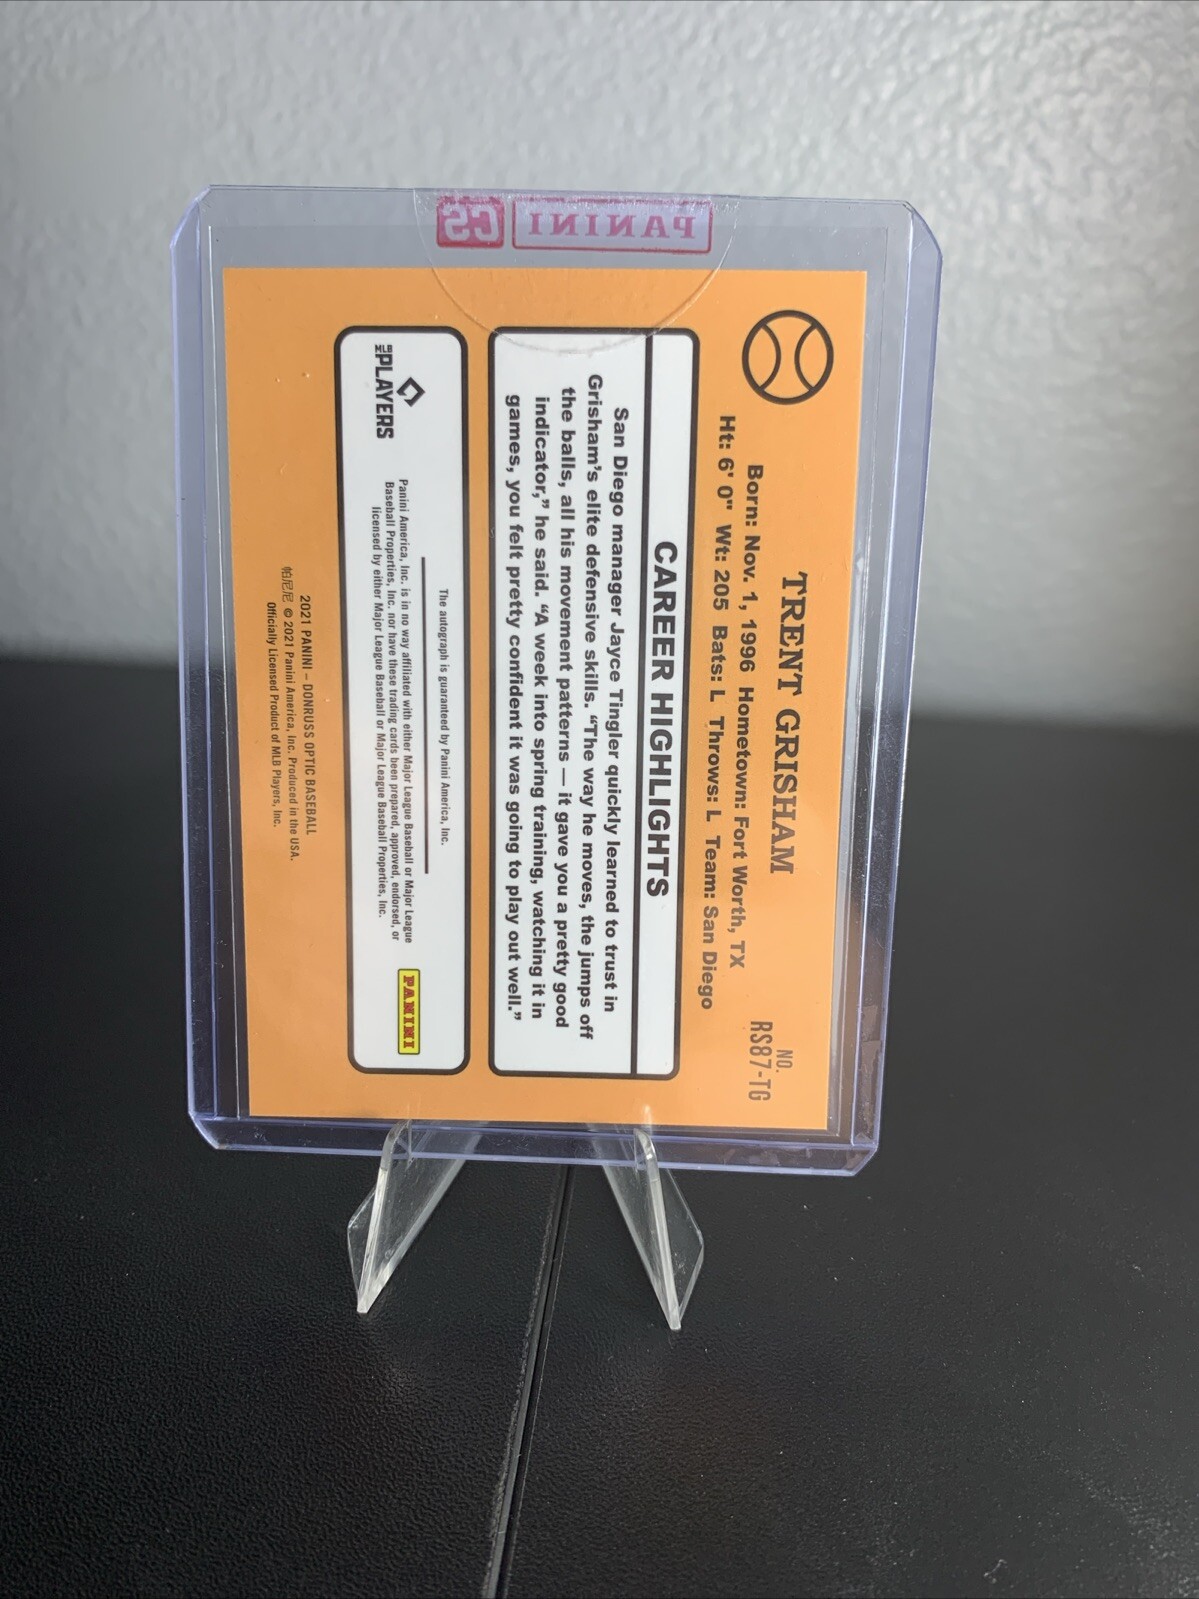 PANINI
CS
NO.
RS87-TG
TRENT GRISHAM
Born: Nov. 1, 1996 Hometown: Fort Worth, TX
Ht: 6' 0" Wt: 205 Bats: L Throws: L Team: San Diego
CAREER HIGHLIGHTS
San Diego manager Jayce Tingler quickly learned to trust in
Grisham's elite defensive skills. “The way he moves, the jumps off
the balls, all his movement patterns — it gave you a pretty good
indicator,” he said. “A week into spring training, watching it in
games, you felt pretty confident it was going to play out well.”
The autograph is guaranteed by Panini America, Inc.
MLB PLAYERS
Panini America, Inc. is in no way affiliated with either Major League Baseball or Major League
Baseball Properties, Inc. nor have these trading cards been prepared, approved, endorsed, or
licensed by either Major League Baseball or Major League Baseball Properties, Inc.
PANINI
2021 PANINI – DONRUSS OPTIC BASEBALL
帕尼尼 © 2021 Panini America, Inc. Produced in the USA.
Officially Licensed Product of MLB Players, Inc.